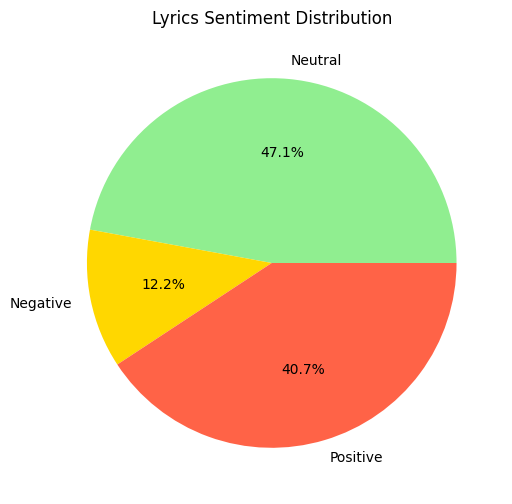 Lyrics Sentiment Distribution
Neutral
47.1%
12.2%
Negative
40.7%
Positive